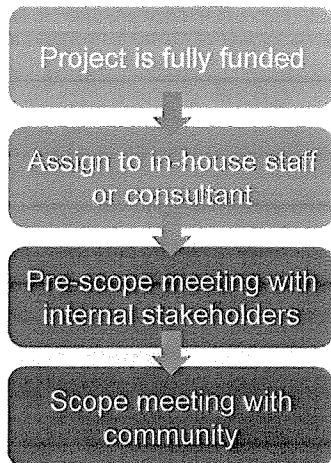 Project is fully funded
Assign to in-house staff
or consultant
Pre-scope meeting with
internal stakeholders
Scope meeting with
community